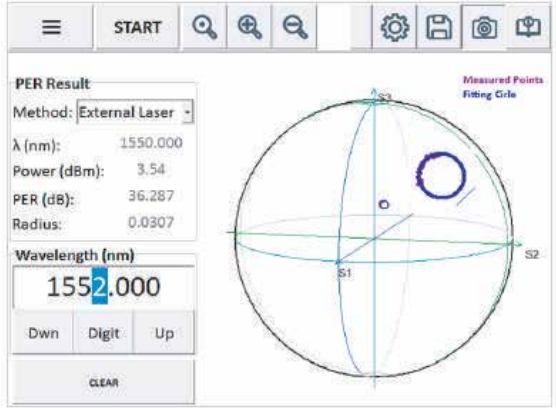 START
PER Result
Method: External Laser
λ (nm): 1550.000
Power (dBm): 3.54
PER (dB): 36.287
Radius: 0.0307
Wavelength (nm)
1552.000
Dwn Digit Up
CLEAR
Measured Points
Fitting Cirle
S3
S2
S1